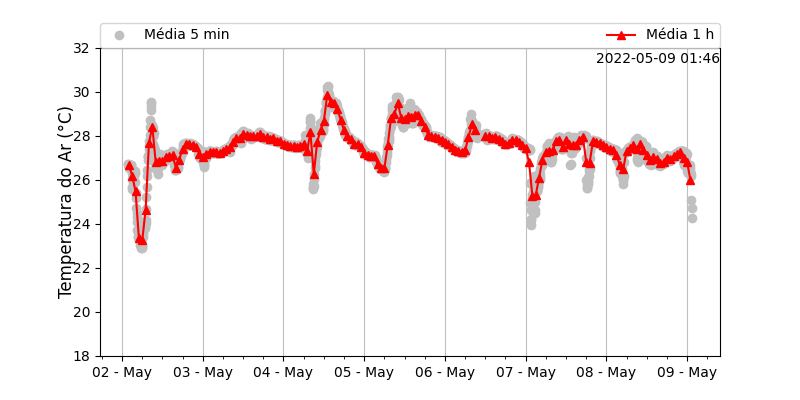 Média 5 min
Média 1 h
2022-05-09 01:46
Temperatura do Ar (°C)
32
30
28
26
24
22
20
18
02 - May
03 - May
04 - May
05 - May
06 - May
07 - May
08 - May
09 - May